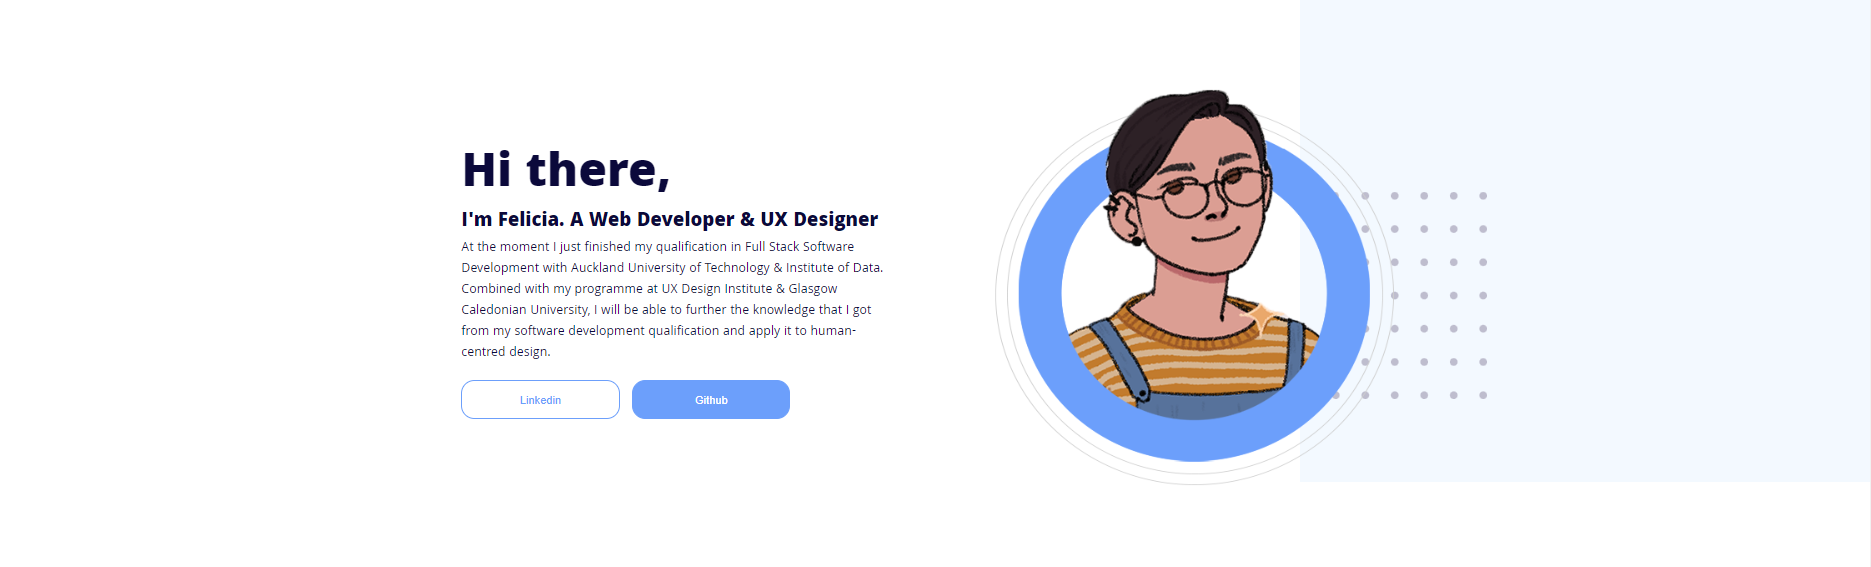 Hi there,
I'm Felicia. A Web Developer & UX Designer
At the moment I just finished my qualification in Full Stack Software
Development with Auckland University of Technology & Institute of Data.
Combined with my programme at UX Design Institute & Glasgow
Caledonian University, I will be able to further the knowledge that I got
from my software development qualification and apply it to human-
centred design.
Linkedin
Github